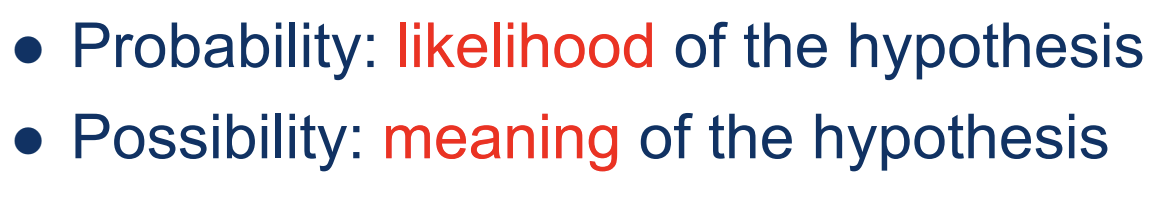 ● Probability: likelihood of the hypothesis
● Possibility: meaning of the hypothesis